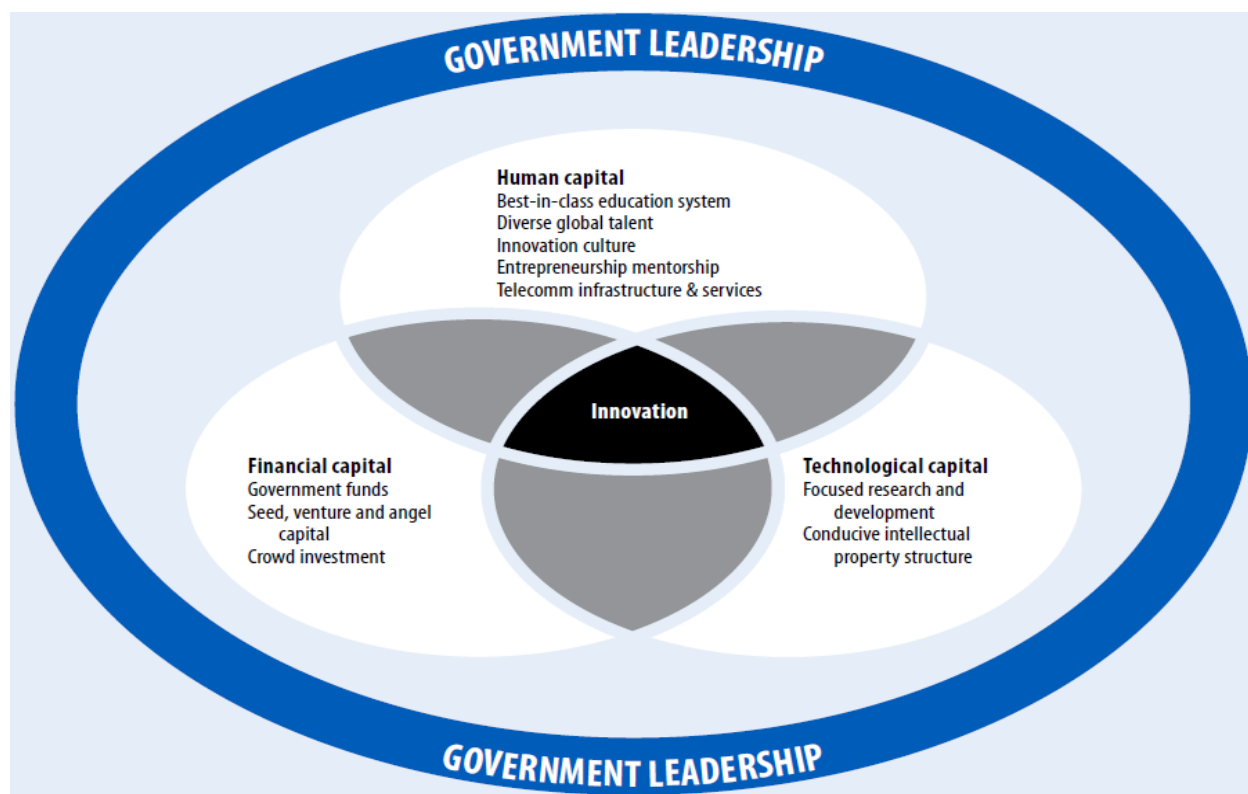 GOVERNMENT LEADERSHIP
Human capital
Best-in-class education system
Diverse global talent
Innovation culture
Entrepreneurship mentorship
Telecomm infrastructure & services
Innovation
Financial capital
Government funds
Seed, venture and angel
capital
Crowd investment
Technological capital
Focused research and
development
Conducive intellectual
property structure
GOVERNMENT LEADERSHIP